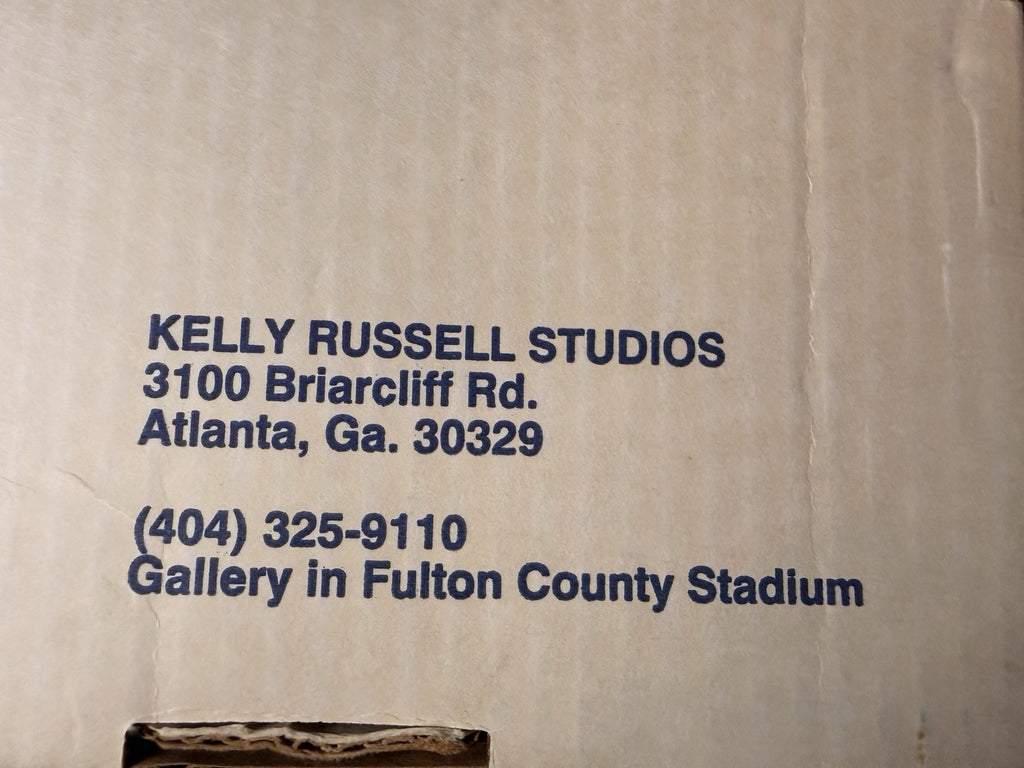 KELLY RUSSELL STUDIOS
3100 Briarcliff Rd.
Atlanta, Ga. 30329
(404) 325-9110
Gallery in Fulton County Stadium